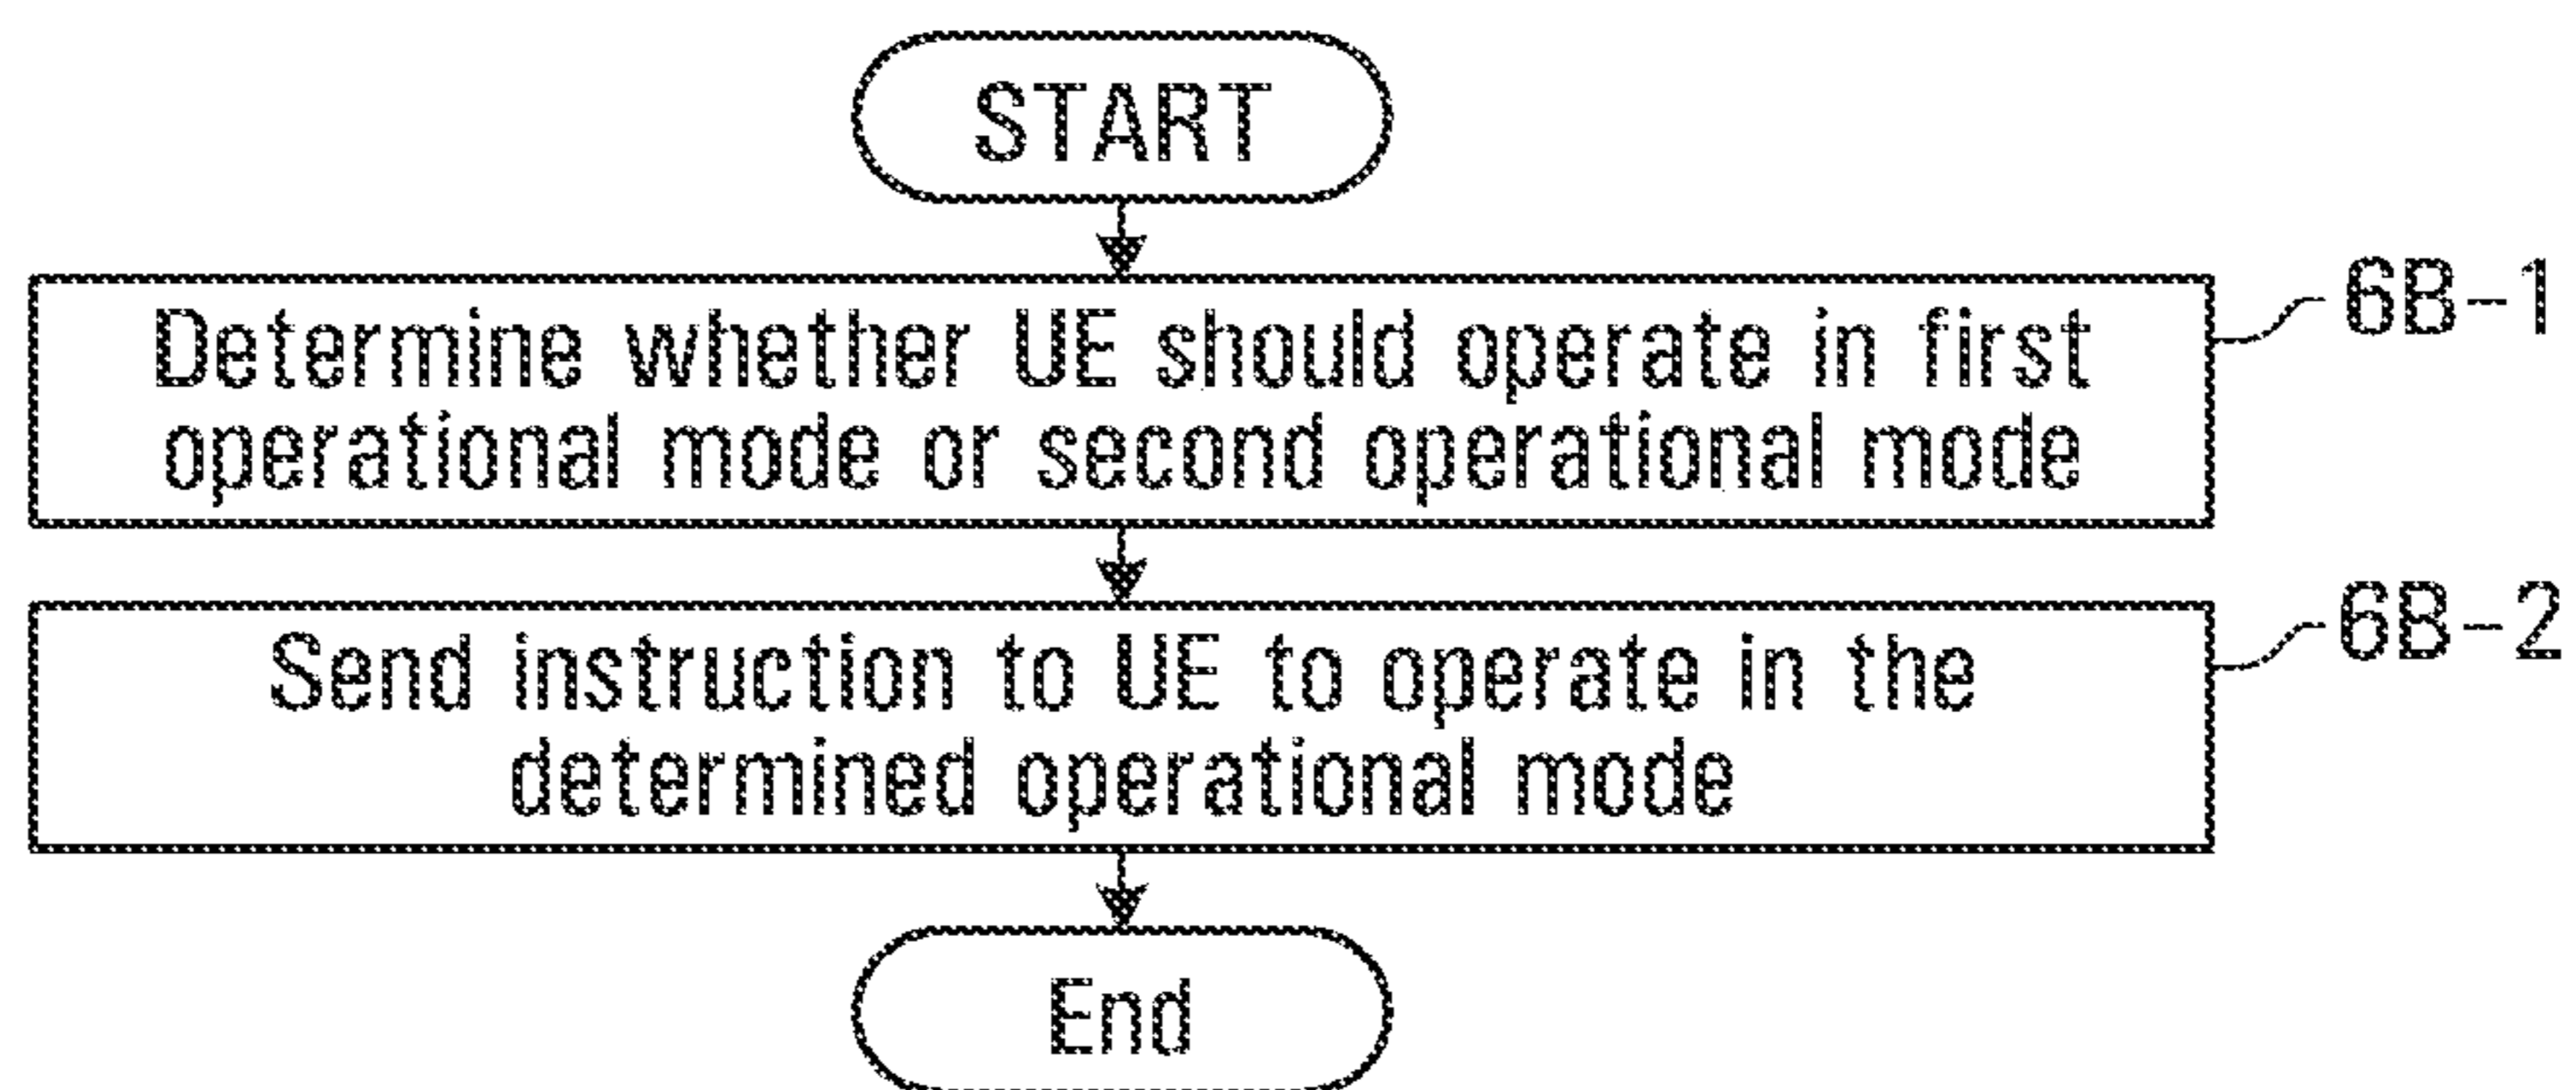 START
Determine whether UE should operate in first
operational mode or second operational mode
6B-1
Send instruction to UE to operate in the
determined operational mode
6B-2
End